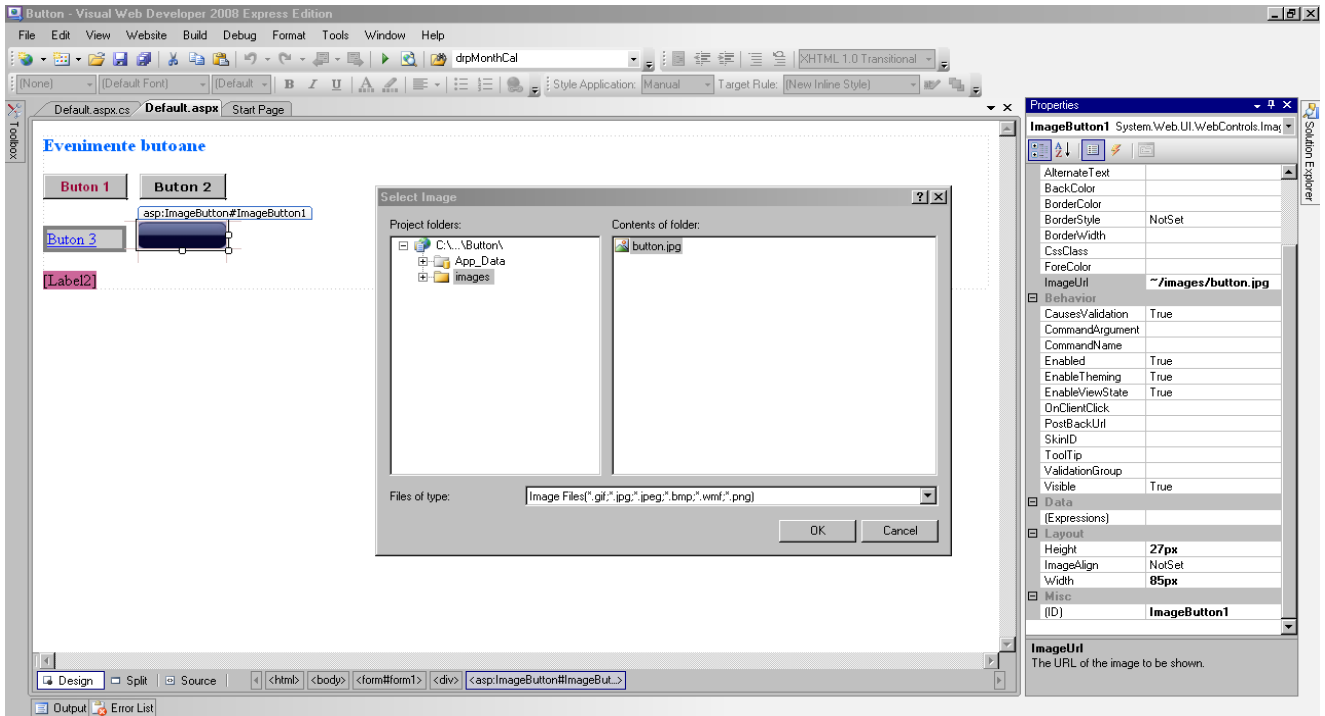 Button - Visual Web Developer 2008 Express Edition
File Edit View Website Build Debug Format Tools Window Help
drpMonthCal XHTML 1.0 Transitional
(None) (Default Font) (Default B I U A Style Application: Manual Target Rule: (New Inline Style)
Toolbox
Default.aspx.cs Default.aspx Start Page
Evenimente butoane
Buton 1 Buton 2
asp:ImageButton#ImageButton1
Buton 3
[Label2]
Select Image
Project folders: Contents of folder:
C:\...\Button\
App_Data
images
button.jpg
Files of type: Image Files(*.gif;*.jpg;*.jpeg;*.bmp;*.wmf;*.png)
OK Cancel
Properties
ImageButton1 System.Web.UI.WebControls.Imag
Solution Explorer
AlternateText
BackColor
BorderColor
BorderStyle NotSet
BorderWidth
CssClass
ForeColor
ImageUrl ~/images/button.jpg
Behavior
CausesValidation True
CommandArgument
CommandName
Enabled True
EnableTheming True
EnableViewState True
OnClientClick
PostBackUrl
SkinID
ToolTip
ValidationGroup
Visible True
Data
(Expressions)
Layout
Height 27px
ImageAlign NotSet
Width 85px
Misc
(ID) ImageButton1
ImageUrl
The URL of the image to be shown.
Design Split Source <html> <body> <form#form1> <div> <asp:ImageButton#ImageBut...>
Output Error List